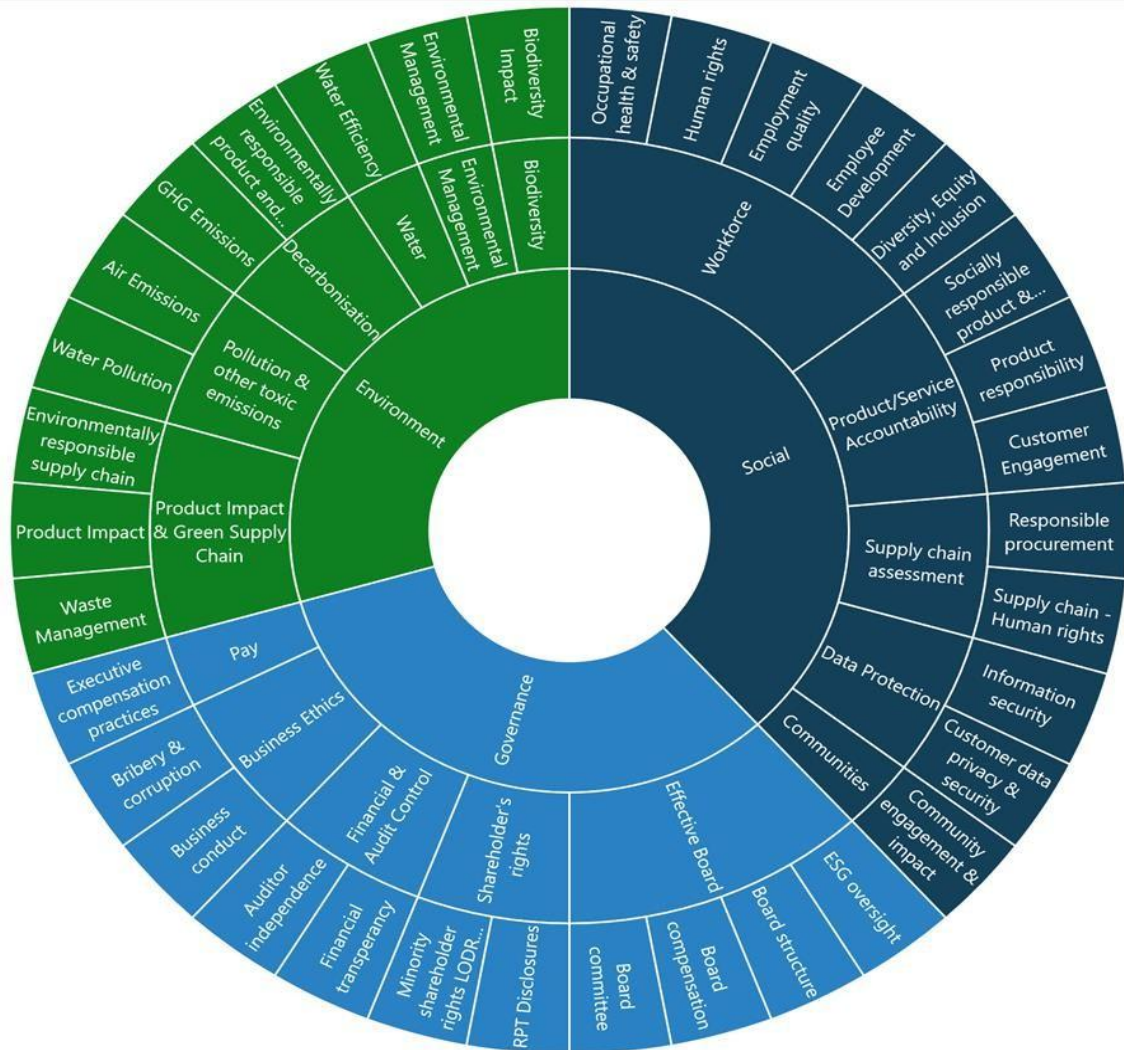 Occupational
health & safety
Human rights
Employment
quality
Employee
Development
Diversity, Equity
and Inclusion
Socially
responsible
product &...
Product
responsibility
Customer
Engagement
Responsible
procurement
Supply chain -
Human rights
Information
security
Customer data
privacy &
security
Community
engagement &
impact
ESG oversight
Board structure
Board
compensation
Board
committee
RPT Disclosures
Minority
shareholder
rights LODR...
Financial
transperancy
Auditor
independence
Business
conduct
Bribery &
corruption
Executive
compensation
practices
Waste
Management
Product Impact
Environmentally
responsible
supply chain
Water Pollution
Air Emissions
GHG Emissions
Environmentally
responsible
product and...
Water Efficiency
Environmental
Management
Biodiversity
Impact
Workforce
Product/Service
Accountability
Supply chain
assessment
Data Protection
Communities
Effective Board
Shareholder's
rights
Financial &
Audit Control
Business Ethics
Pay
Product Impact
& Green Supply
Chain
Pollution &
other toxic
emissions
Decarbonisation
Water
Environmental
Management
Biodiversity
Social
Governance
Environment